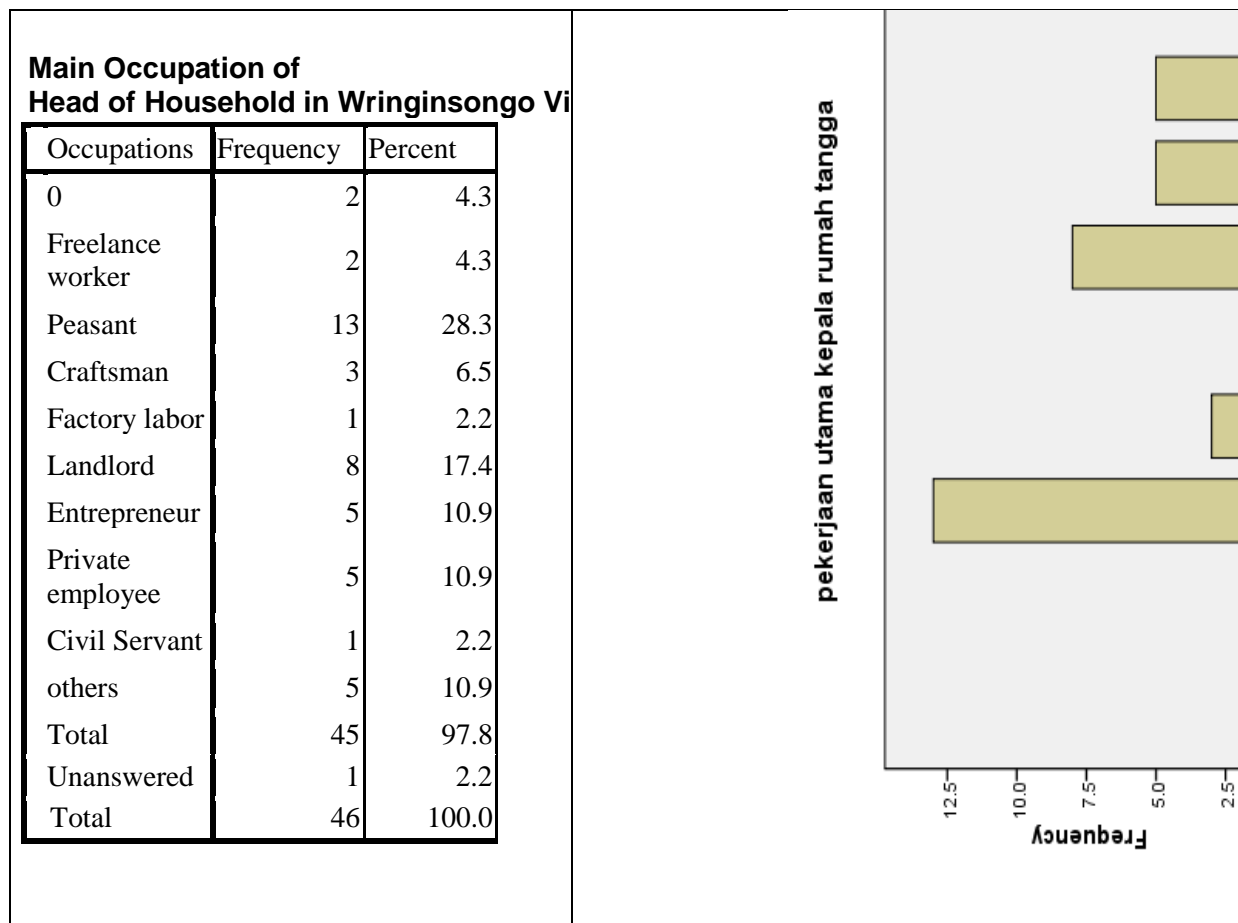 Main Occupation of
Head of Household in Wringinsongo Vi
Occupations Frequency Percent
0 2 4.3
Freelance
worker 2 4.3
Peasant 13 28.3
Craftsman 3 6.5
Factory labor 1 2.2
Landlord 8 17.4
Entrepreneur 5 10.9
Private
employee 5 10.9
Civil Servant 1 2.2
others 5 10.9
Total 45 97.8
Unanswered 1 2.2
Total 46 100.0
pekerjaan utama kepala rumah tangga
12.5
10.0
7.5
5.0
2.5
Frequency